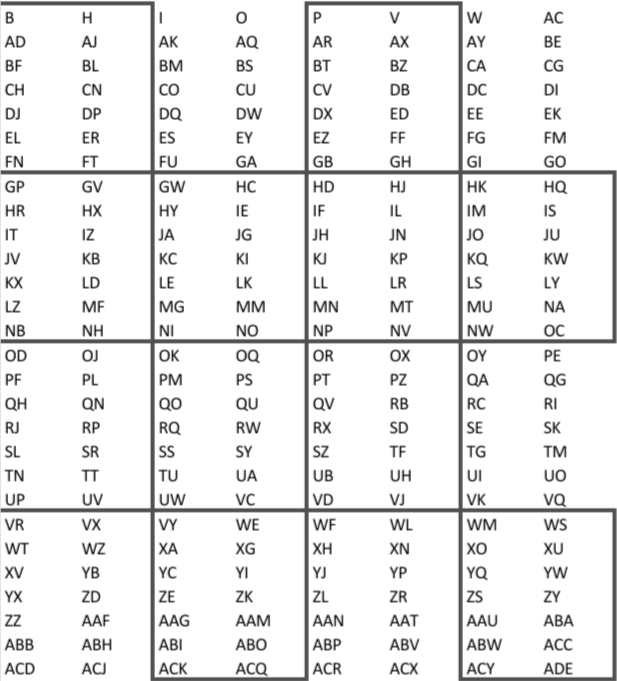 B H I O P V W AC
AD AJ AK AQ AR AX AY BE
BF BL BM BS BT BZ CA CG
CH CN CO CU CV DB DC DI
DJ DP DQ DW DX ED EE EK
EL ER ES EY EZ FF FG FM
FN FT FU GA GB GH GI GO
GP GV GW HC HD HJ HK HQ
HR HX HY IE IF IL IM IS
IT IZ JA JG JH JN JO JU
JV KB KC KI KJ KP KQ KW
KX LD LE LK LL LR LS LY
LZ MF MG MM MN MT MU NA
NB NH NI NO NP NV NW OC
OD OJ OK OQ OR OX OY PE
PF PL PM PS PT PZ QA QG
QH QN QO QU QV RB RC RI
RJ RP RQ RW RX SD SE SK
SL SR SS SY SZ TF TG TM
TN TT TU UA UB UH UI UO
UP UV UW VC VD VJ VK VQ
VR VX VY WE WF WL WM WS
WT WZ XA XG XH XN XO XU
XV YB YC YI YJ YP YQ YW
YX ZD ZE ZK ZL ZR ZS ZY
ZZ AAF AAG AAM AAN AAT AAU ABA
ABB ABH ABI ABO ABP ABV ABW ACC
ACD ACJ ACK ACQ ACR ACX ACY ADE